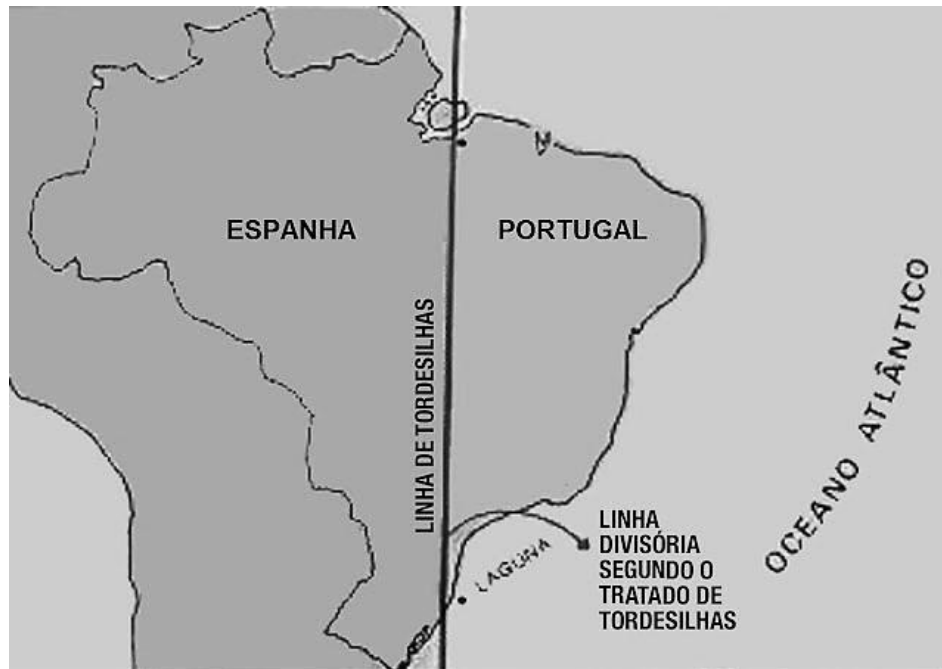 ESPANHA
PORTUGAL
LINHA DE TORDESILHAS
OCEANO ATLÂNTICO
LAGUNA
LINHA
DIVISÓRIA
SEGUNDO O
TRATADO DE
TORDESILHAS